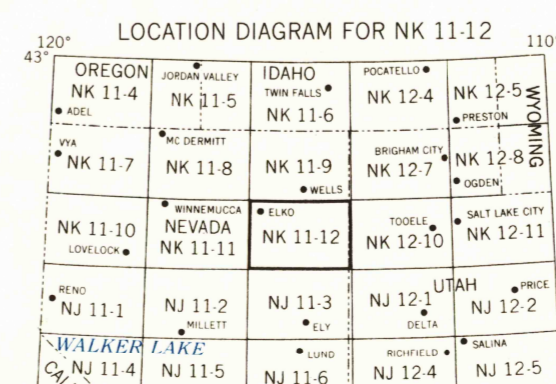 LOCATION DIAGRAM FOR NK 11-12
120° 110°
43°
OREGON JORDAN VALLEY IDAHO POCATELLO
NK 11-4 NK 11-5 TWIN FALLS NK 12-4 NK 12-5
ADEL NK 11-6 PRESTON WYOMING
VYA MC DERMITT BRIGHAM CITY
NK 11-7 NK 11-8 NK 11-9 NK 12-7 NK 12-8
WELLS OGDEN
WINNEMUCCA ELKO TOOELE SALT LAKE CITY
NK 11-10 NEVADA NK 11-12 NK 12-10 NK 12-11
LOVELOCK NK 11-11
RENO UTAH PRICE
NJ 11-1 NJ 11-2 NJ 11-3 NJ 12-1 NJ 12-2
MILLETT ELY DELTA
WALKER LAKE LUND RICHFIELD SALINA
NJ 11-4 NJ 11-5 NJ 11-6 NJ 12-4 NJ 12-5